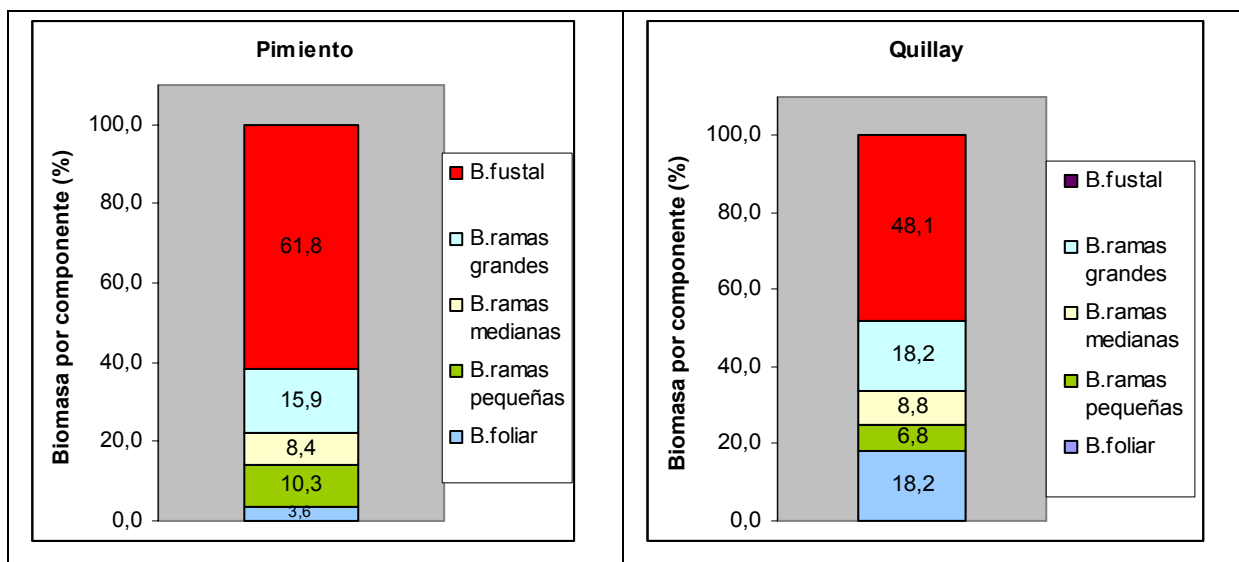 Pimiento
Biomasa por componente (%)
100,0
80,0
60,0
40,0
20,0
0,0
61,8
15,9
8,4
10,3
3,6
B.fustal
B.ramas
grandes
B.ramas
medianas
B.ramas
pequeñas
B.foliar
Quillay
Biomasa por componente (%)
100,0
80,0
60,0
40,0
20,0
0,0
48,1
18,2
8,8
6,8
18,2
B.fustal
B.ramas
grandes
B.ramas
medianas
B.ramas
pequeñas
B.foliar